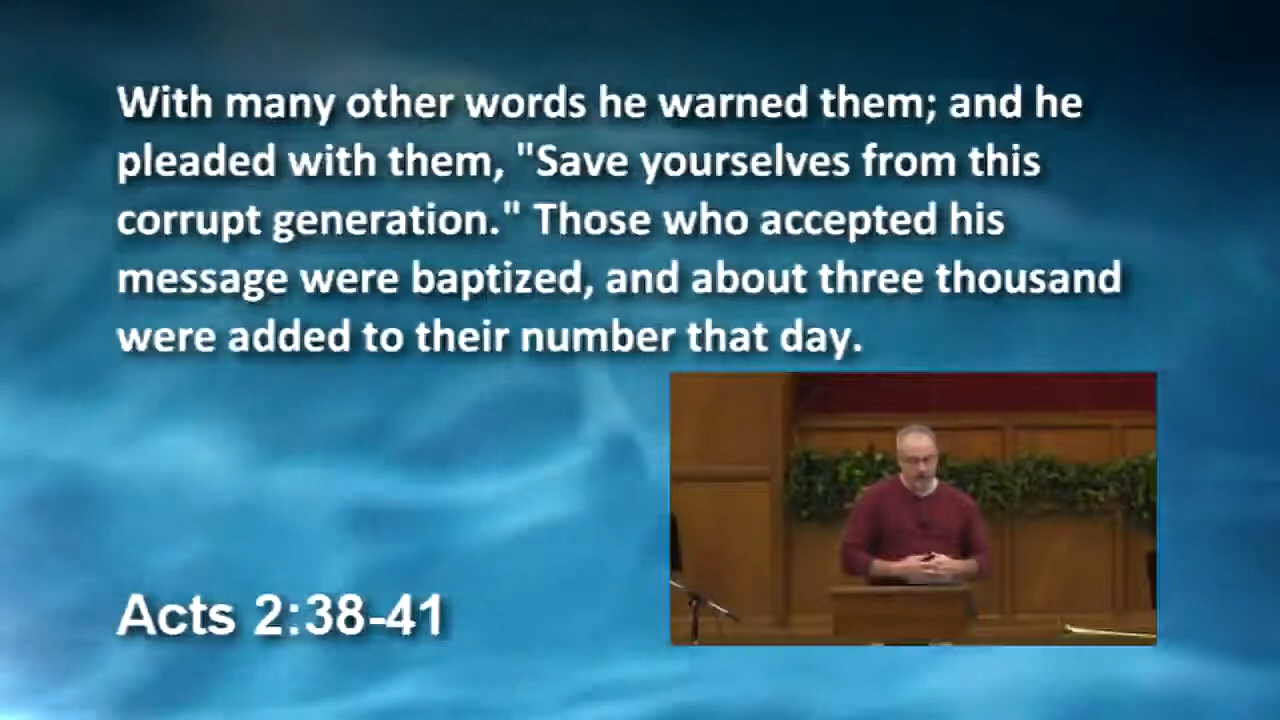 With many other words he warned them; and he
pleaded with them, "Save yourselves from this
corrupt generation." Those who accepted his
message were baptized, and about three thousand
were added to their number that day.
Acts 2:38-41